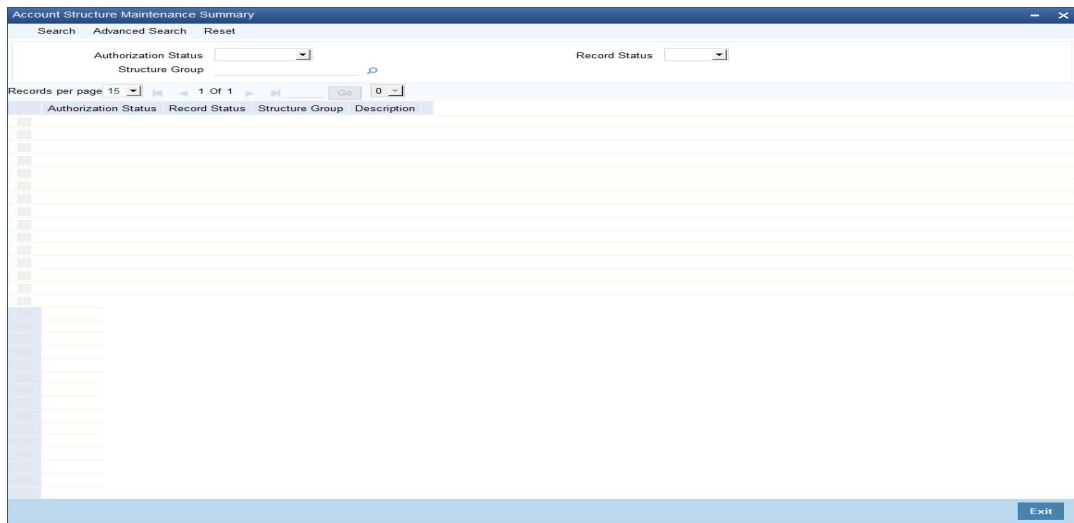 Account Structure Maintenance Summary
Search Advanced Search Reset
Authorization Status Record Status
Structure Group
Records per page 15 1 Of 1 Go 0
Authorization Status Record Status Structure Group Description
Exit